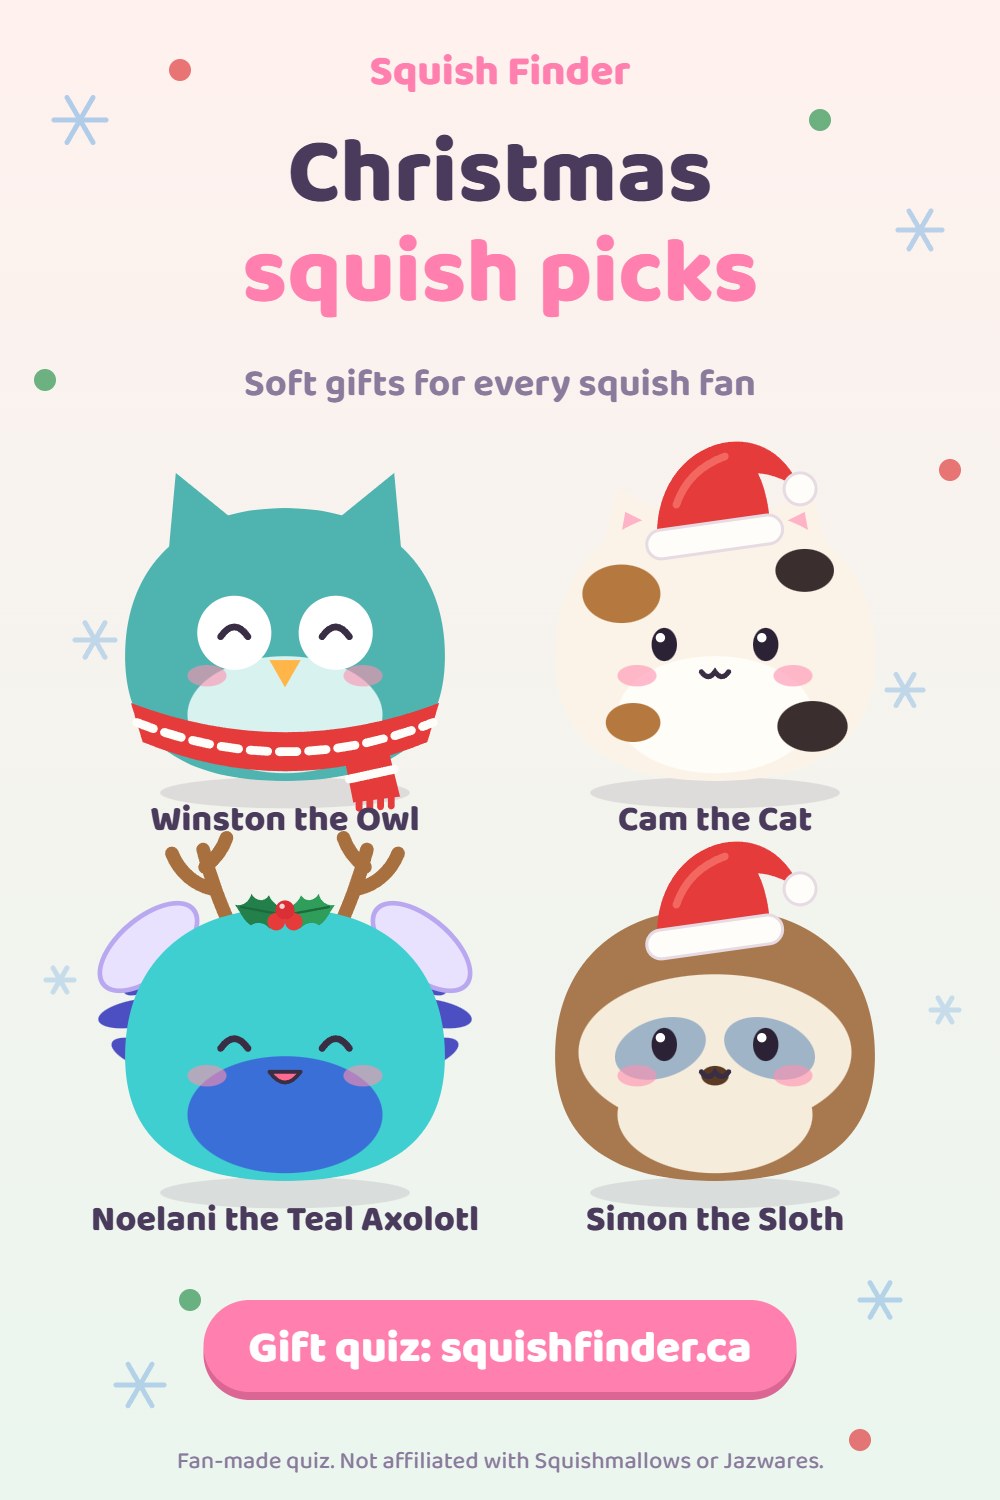 Squish Finder
Christmas
squish picks
Soft gifts for every squish fan
Winston the Owl
Cam the Cat
Noelani the Teal Axolotl
Simon the Sloth
Gift quiz: squishfinder.ca
Fan-made quiz. Not affiliated with Squishmallows or Jazwares.